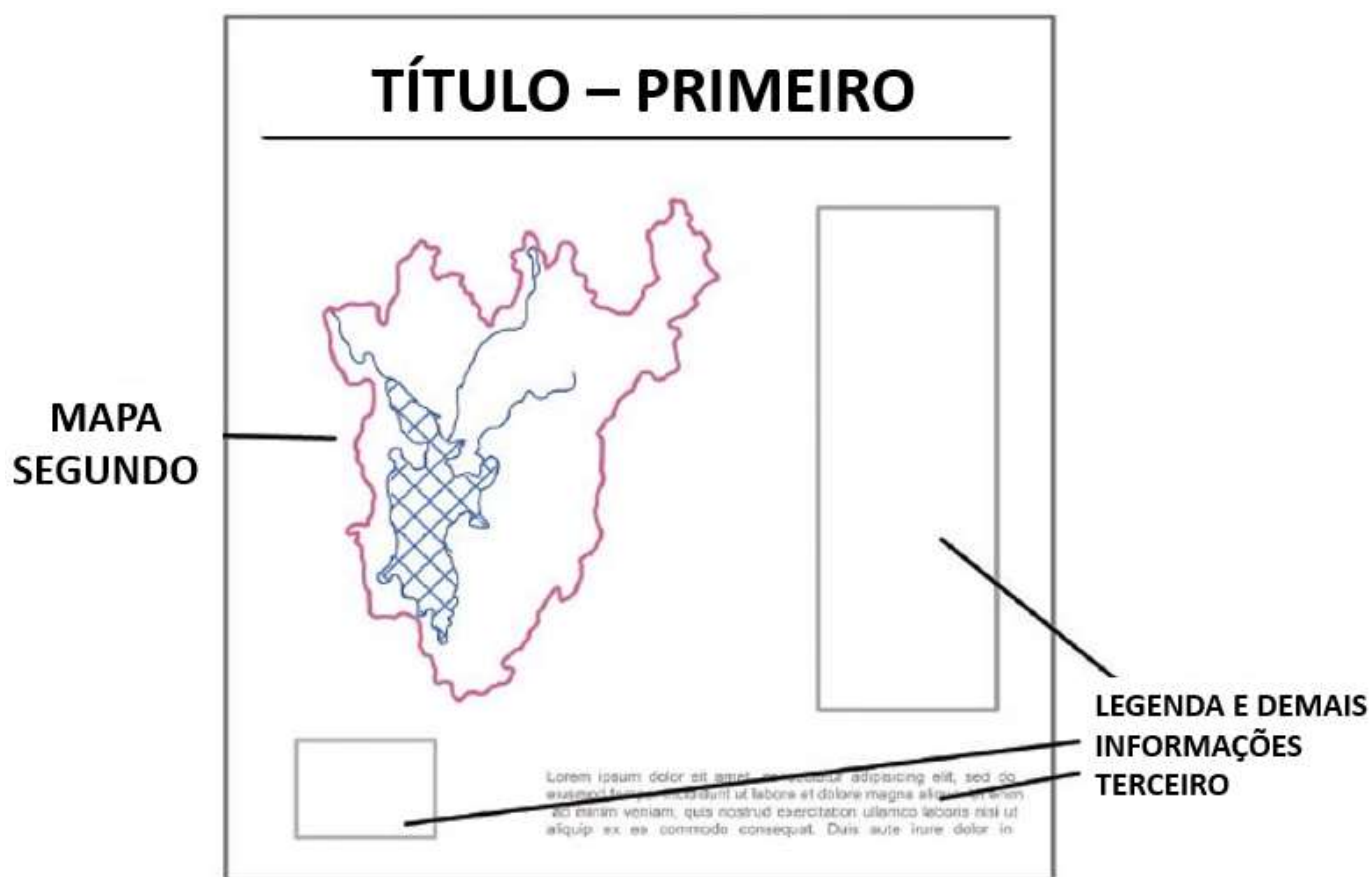 TÍTULO – PRIMEIRO
MAPA
SEGUNDO
LEGENDA E DEMAIS
INFORMAÇÕES
TERCEIRO
Lorem ipsum dolor sit amet, adipisicing elit, sed do
eiusmod ut labore et dolore magna enim
ad minim veniam, quis nostrud exercitation ullamco laboris nisi ut
aliquip ex ea commodo consequat. Duis aute irure dolor in